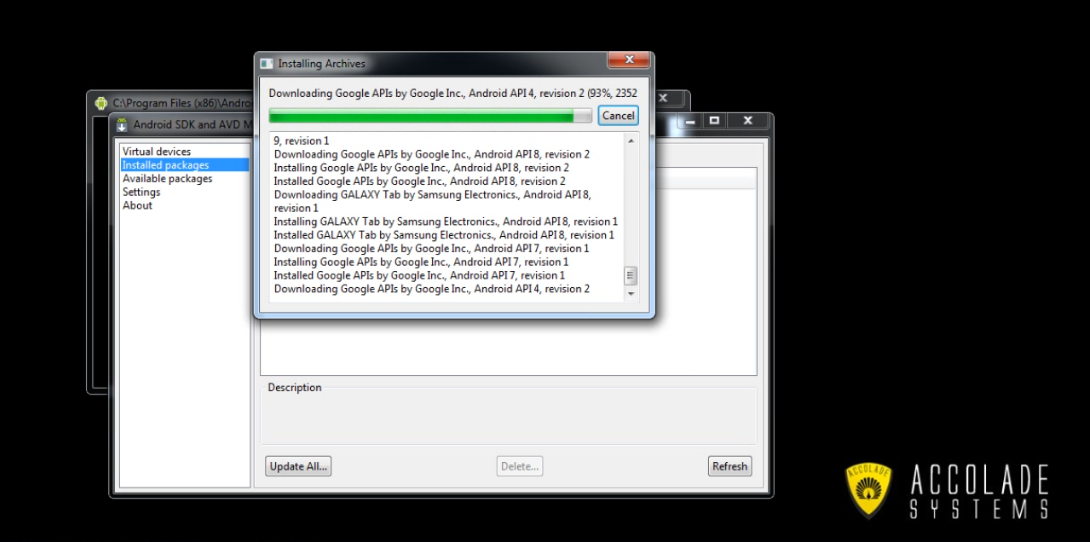 Installing Archives
Downloading Google APIs by Google Inc., Android API 4, revision 2 (93%, 2352
Cancel
C:\Program Files (x86)\Andro
Android SDK and AVD M
9, revision 1
Downloading Google APIs by Google Inc., Android API 8, revision 2
Installing Google APIs by Google Inc., Android API 8, revision 2
Installed Google APIs by Google Inc., Android API 8, revision 2
Downloading GALAXY Tab by Samsung Electronics., Android API 8,
revision 1
Installing GALAXY Tab by Samsung Electronics., Android API 8, revision 1
Installed GALAXY Tab by Samsung Electronics., Android API 8, revision 1
Downloading Google APIs by Google Inc., Android API 7, revision 1
Installing Google APIs by Google Inc., Android API 7, revision 1
Installed Google APIs by Google Inc., Android API 7, revision 1
Downloading Google APIs by Google Inc., Android API 4, revision 2
Virtual devices
Installed packages
Available packages
Settings
About
Description
Update All...
Delete...
Refresh
ACCOLADE
ACCOLADE
SYSTEMS